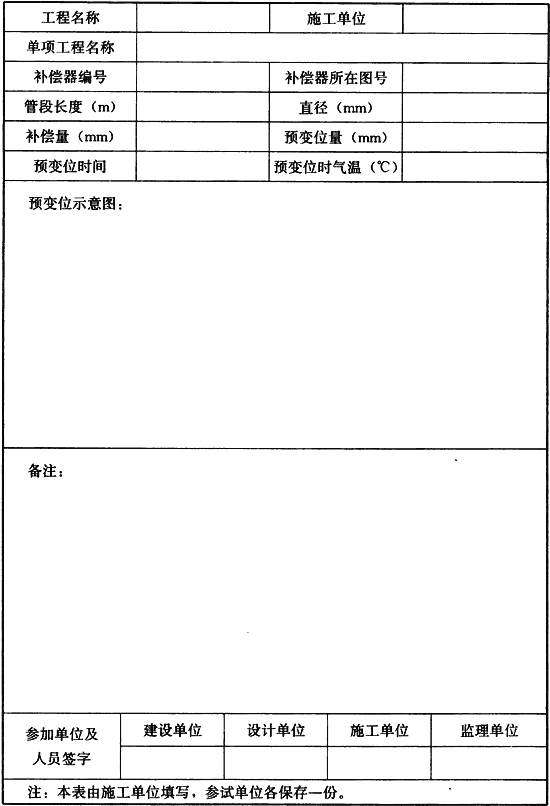 工程名称 施工单位
单项工程名称
补偿器编号 补偿器所在图号
管段长度（m） 直径（mm）
补偿量（mm） 预变位量（mm）
预变位时间 预变位时气温（℃）
预变位示意图：
备注：
参加单位及 建设单位 设计单位 施工单位 监理单位
人员签字
注：本表由施工单位填写，参试单位各保存一份。